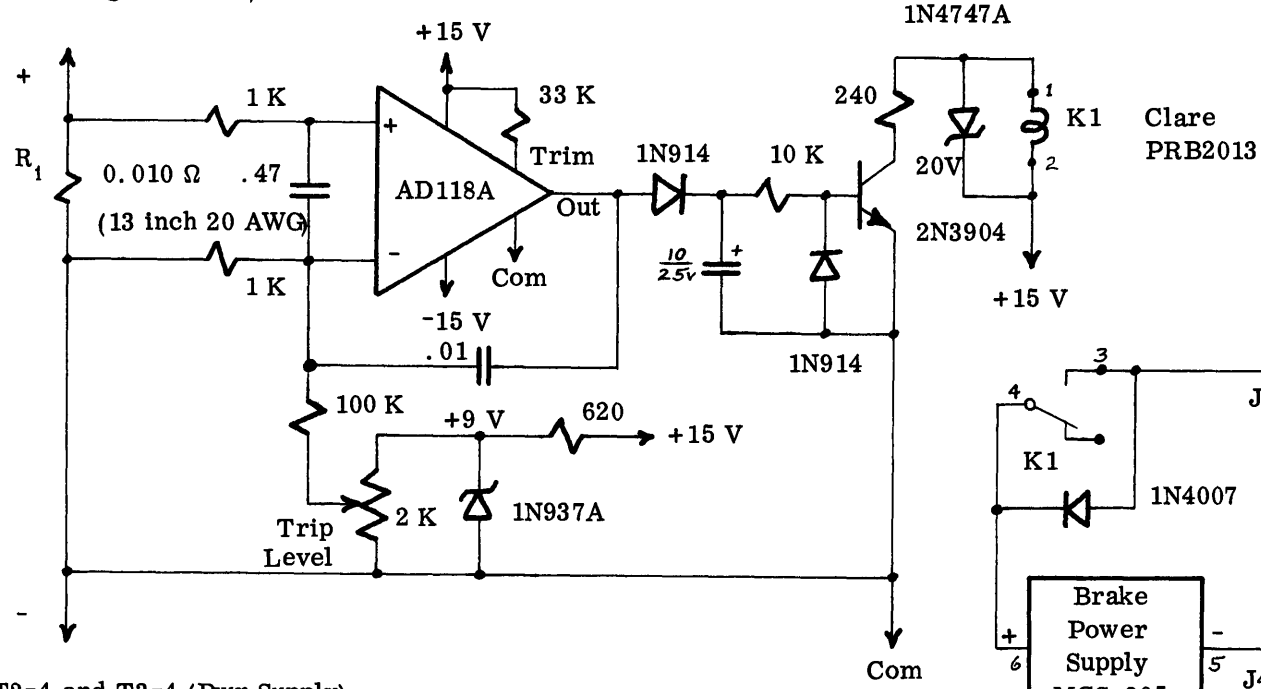 1N4747A
+15 V
+
1 K
33 K
240
1
K1
Clare
PRB2013
R1
0.010 Ω
.47
+
Trim
1N914
10 K
20V
2
(13 inch 20 AWG)
AD118A
Out
2N3904
-
Com
10/25v
+
1 K
-15 V
+15 V
.01
1N914
3
4
J
100 K
+9 V
620
+15 V
K1
1N4007
Trip
Level
2 K
1N937A
-
Com
Brake
Power
Supply
+
6
-
5